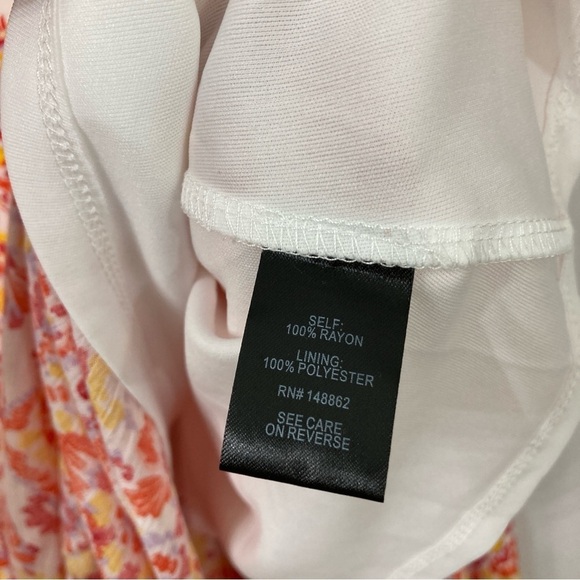 SELF:
100% RAYON
LINING:
100% POLYESTER
RN# 148862
SEE CARE
ON REVERSE